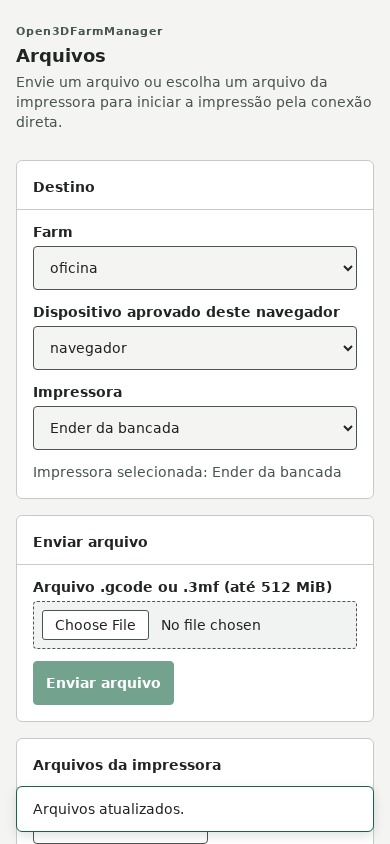 Open3DFarmManager
Arquivos
Envie um arquivo ou escolha um arquivo da
impressora para iniciar a impressão pela conexão
direta.
Destino
Farm
oficina
Dispositivo aprovado deste navegador
navegador
Impressora
Ender da bancada
Impressora selecionada: Ender da bancada
Enviar arquivo
Arquivo .gcode ou .3mf (até 512 MiB)
Choose File No file chosen
Enviar arquivo
Arquivos da impressora
Arquivos atualizados.